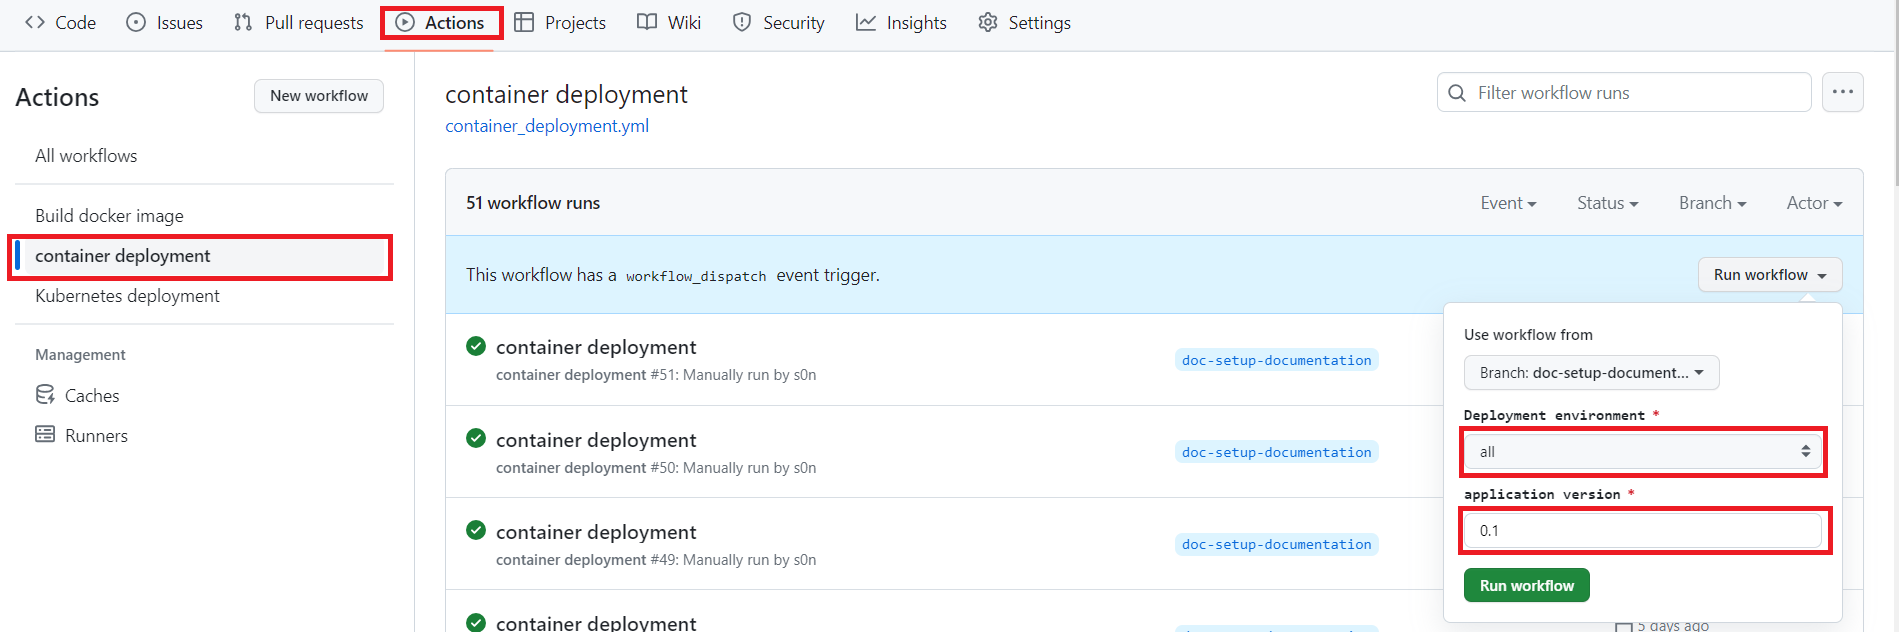 Code Issues Pull requests Actions Projects Wiki Security Insights Settings
Actions
New workflow
All workflows
Build docker image
container deployment
Kubernetes deployment
Management
Caches
Runners
container deployment
container_deployment.yml
Filter workflow runs
51 workflow runs
Event Status Branch Actor
This workflow has a workflow_dispatch event trigger.
Run workflow
container deployment
container deployment #51: Manually run by s0n
doc-setup-documentation
container deployment
container deployment #50: Manually run by s0n
doc-setup-documentation
container deployment
container deployment #49: Manually run by s0n
doc-setup-documentation
container deployment
Use workflow from
Branch: doc-setup-document...
Deployment environment *
all
application version *
0.1
Run workflow
5 days ago